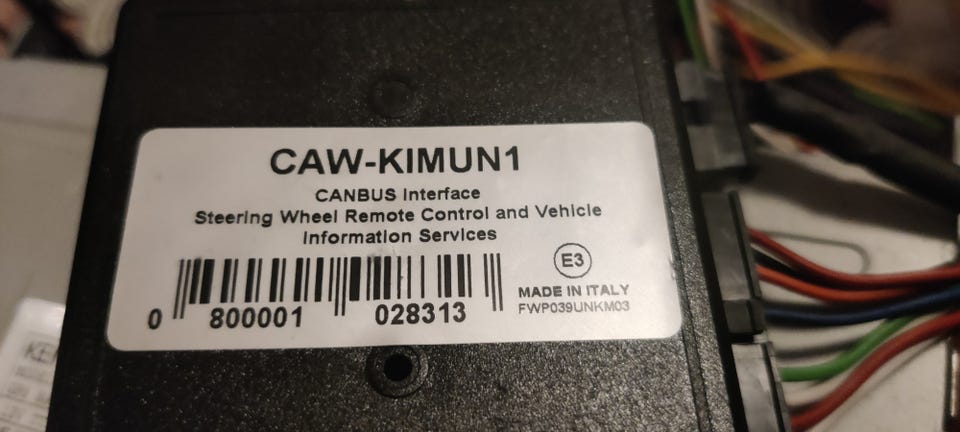 CAW-KIMUN1
CANBUS Interface
Steering Wheel Remote Control and Vehicle
Information Services
E3
MADE IN ITALY
FWP039UNKM03
0 800001 028313